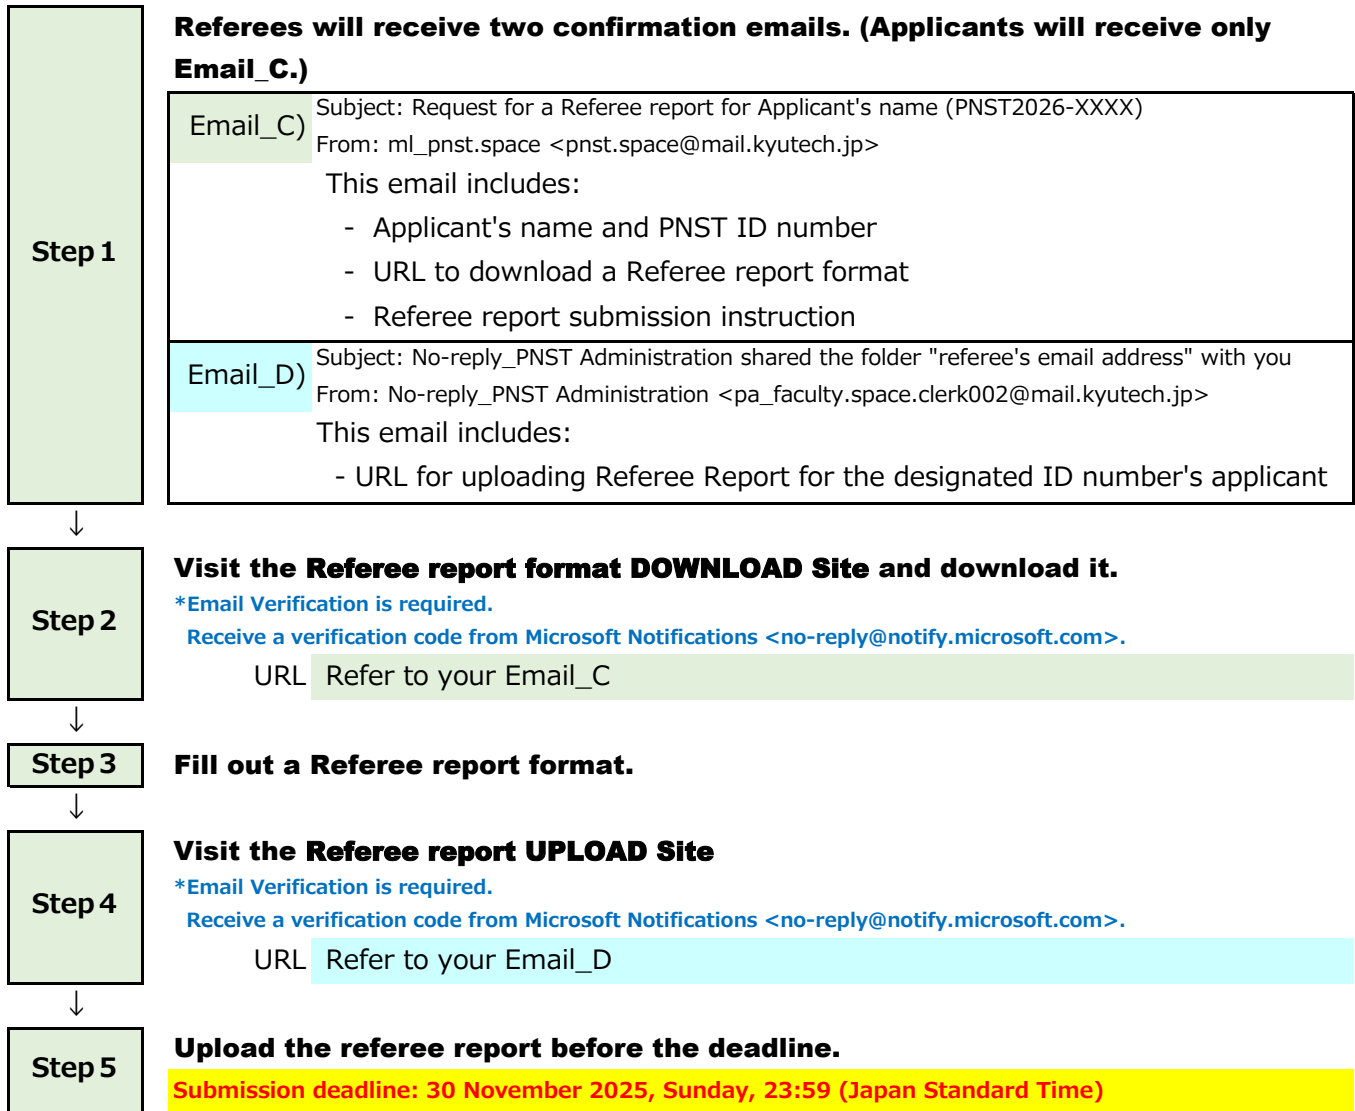 Referees will receive two confirmation emails. (Applicants will receive only
Email_C.)
Step 1
Email_C)
Subject: Request for a Referee report for Applicant's name (PNST2026-XXXX)
From: ml_pnst.space <pnst.space@mail.kyutech.jp>
This email includes:
- Applicant's name and PNST ID number
- URL to download a Referee report format
- Referee report submission instruction
Email_D)
Subject: No-reply_PNST Administration shared the folder "referee's email address" with you
From: No-reply_PNST Administration <pa_faculty.space.clerk002@mail.kyutech.jp>
This email includes:
- URL for uploading Referee Report for the designated ID number's applicant
↓
Step 2
Visit the Referee report format DOWNLOAD Site and download it.
*Email Verification is required.
Receive a verification code from Microsoft Notifications <no-reply@notify.microsoft.com>.
URL Refer to your Email_C
↓
Step 3
Fill out a Referee report format.
↓
Step 4
Visit the Referee report UPLOAD Site
*Email Verification is required.
Receive a verification code from Microsoft Notifications <no-reply@notify.microsoft.com>.
URL Refer to your Email_D
↓
Step 5
Upload the referee report before the deadline.
Submission deadline: 30 November 2025, Sunday, 23:59 (Japan Standard Time)